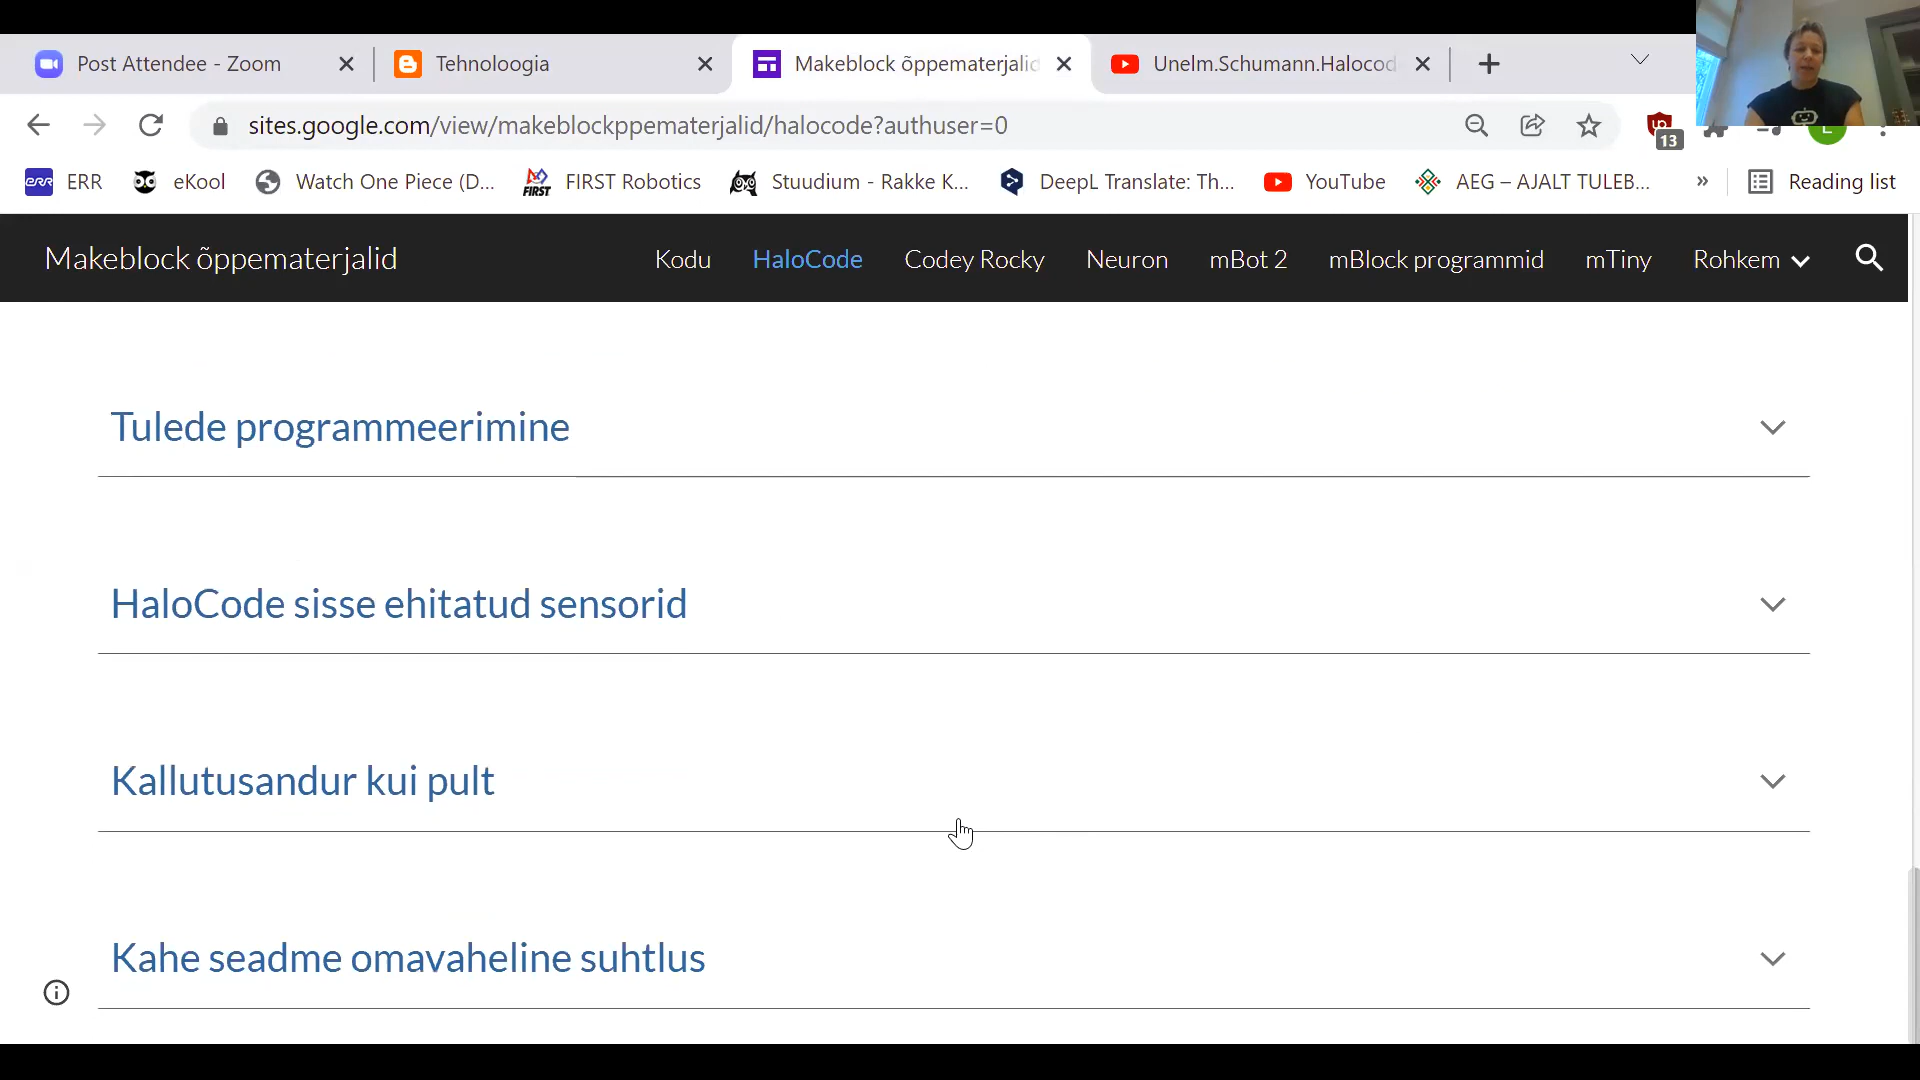 Post Attendee - Zoom
Tehnoloogia
Makeblock õppematerjalid
Unelm.Schumann.Halocod
sites.google.com/view/makeblockppematerjalid/halocode?authuser=0
13
ERR
eKool
Watch One Piece (D...
FIRST
FIRST Robotics
Stuudium - Rakke K...
DeepL Translate: Th...
YouTube
AEG – AJALT TULEB...
»
Reading list
Makeblock õppematerjalid
Kodu
HaloCode
Codey Rocky
Neuron
mBot 2
mBlock programmid
mTiny
Rohkem
Tulede programmeerimine
HaloCode sisse ehitatud sensorid
Kallutusandur kui pult
Kahe seadme omavaheline suhtlus